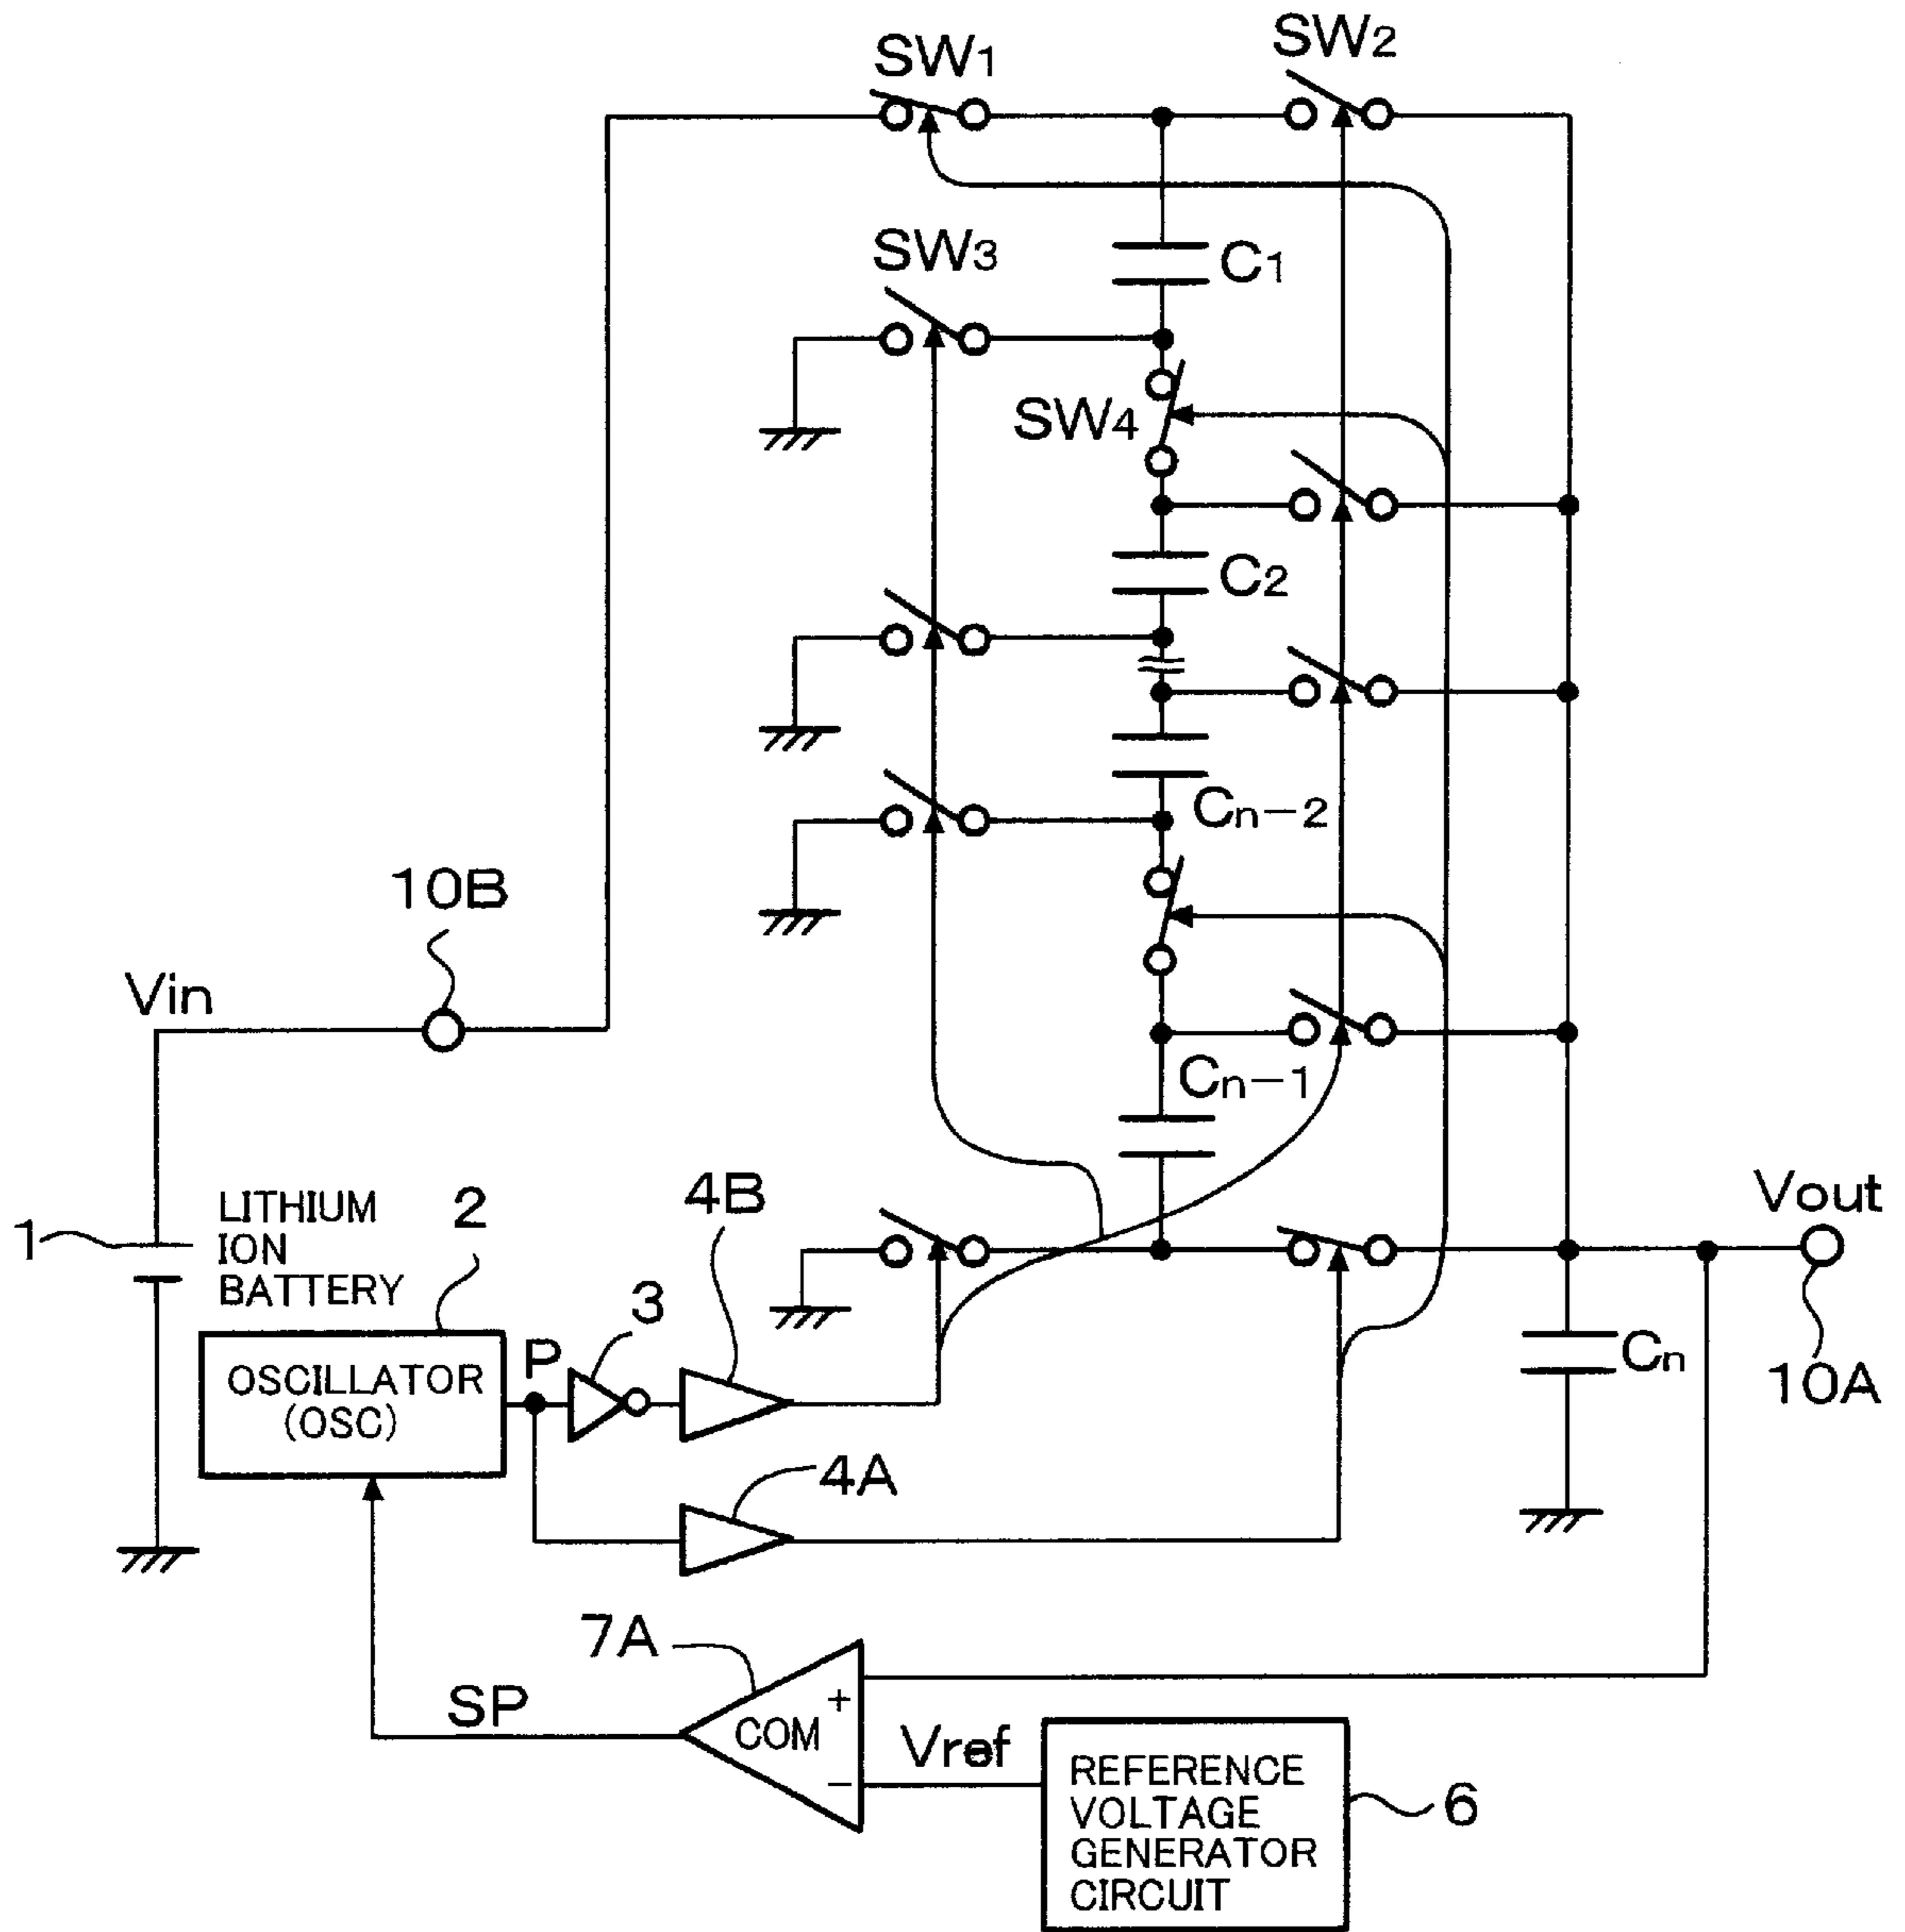 SW1
SW2
C1
SW3
SW4
C2
Cn-2
10B
Vin
Cn-1
1
LITHIUM
ION
BATTERY
2
4B
Vout
3
P
OSCILLATOR
(OSC)
Cn
10A
4A
7A
SP
COM
+
−
Vref
REFERENCE
VOLTAGE
GENERATOR
CIRCUIT
6